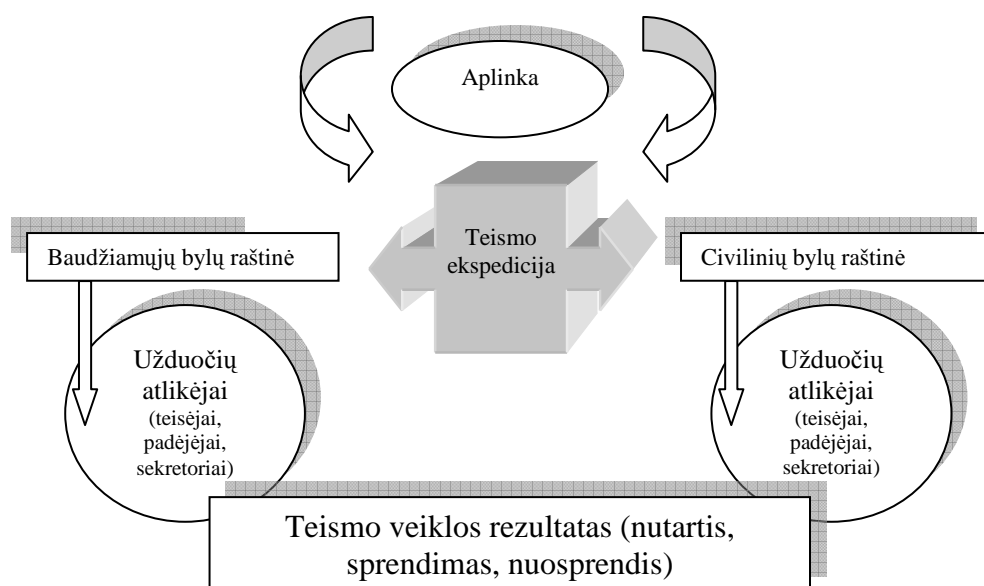 Aplinka
Teismo
ekspedicija
Baudžiamųjų bylų raštinė
Civilinių bylų raštinė
Užduočių
atlikėjai
(teisėjai,
padėjėjai,
sekretoriai)
Užduočių
atlikėjai
(teisėjai,
padėjėjai,
sekretoriai)
Teismo veiklos rezultatas (nutartis,
sprendimas, nuosprendis)